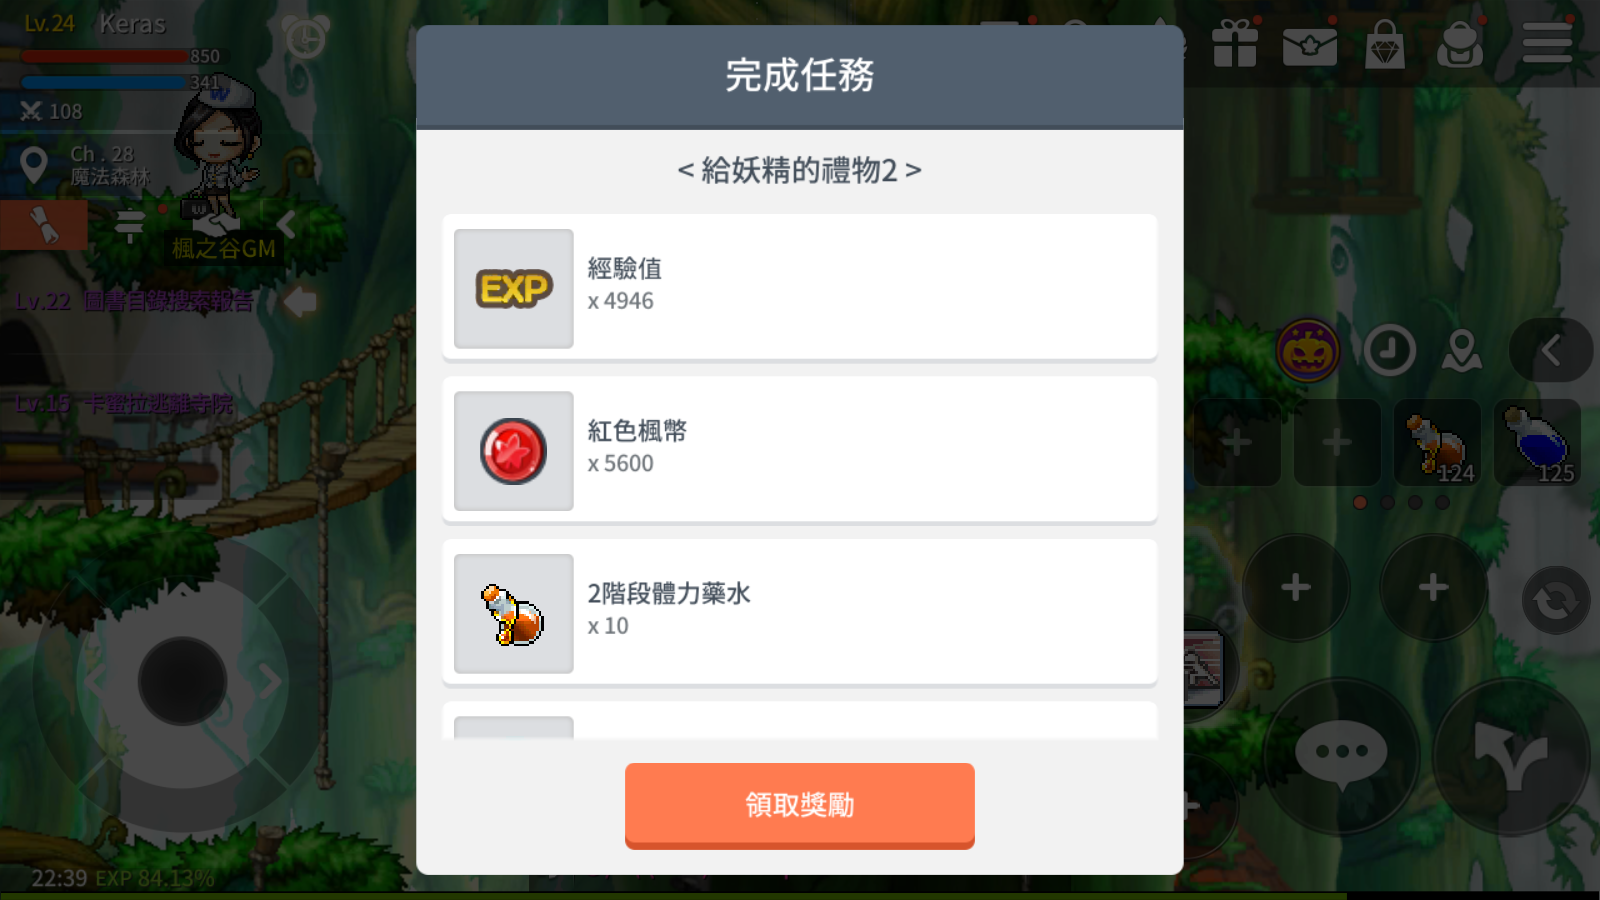 Lv.24 Keras
850
341
108
Ch . 28
魔法森林
楓之谷GM
Lv.22 圖書目錄搜索報告
Lv.15 卡蜜拉逃離寺院
完成任務
< 給妖精的禮物2 >
EXP
經驗值
x 4946
紅色楓幣
x 5600
2階段體力藥水
x 10
領取獎勵
124
125
22:39 EXP 84.13%